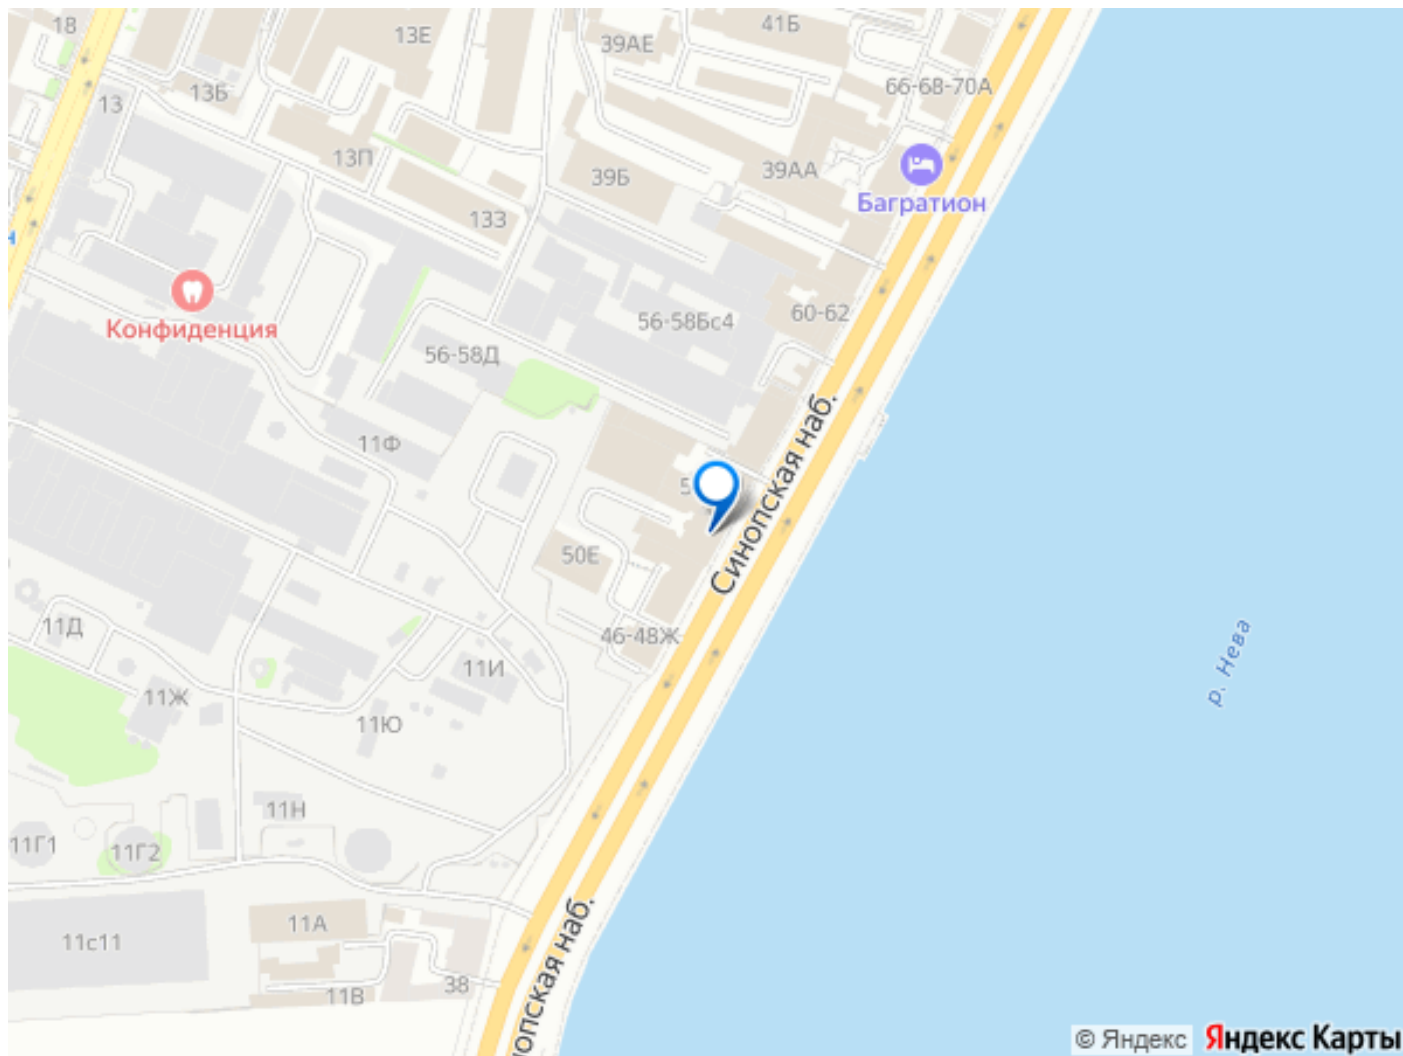 18
13Е
39АЕ
41Б
66-68-70А
13
13Б
13П
39Б
39АА
Багратион
133
Конфиденция
56-58Бс4
60-62
56-58Д
11Ф
Синопская наб.
50Е
46-48Ж
11Д
11И
р. Нева
11Ж
11Ю
11Н
11Г1
11Г2
11А
11с11
38
11В
© Яндекс
Яндекс Карты